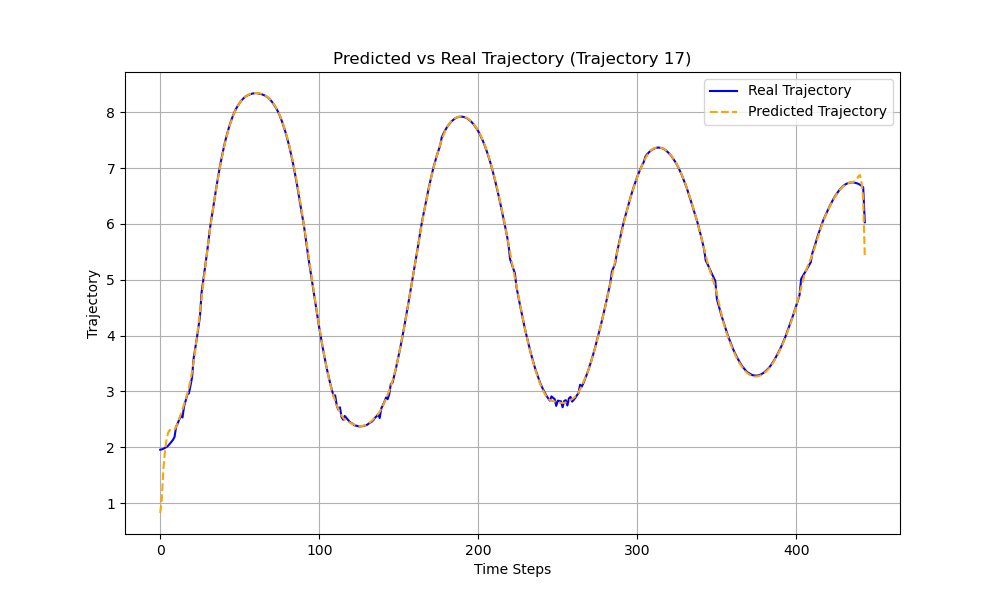 Predicted vs Real Trajectory (Trajectory 17)
Real Trajectory
Predicted Trajectory
Trajectory
8
7
6
5
4
3
2
1
0 100 200 300 400
Time Steps